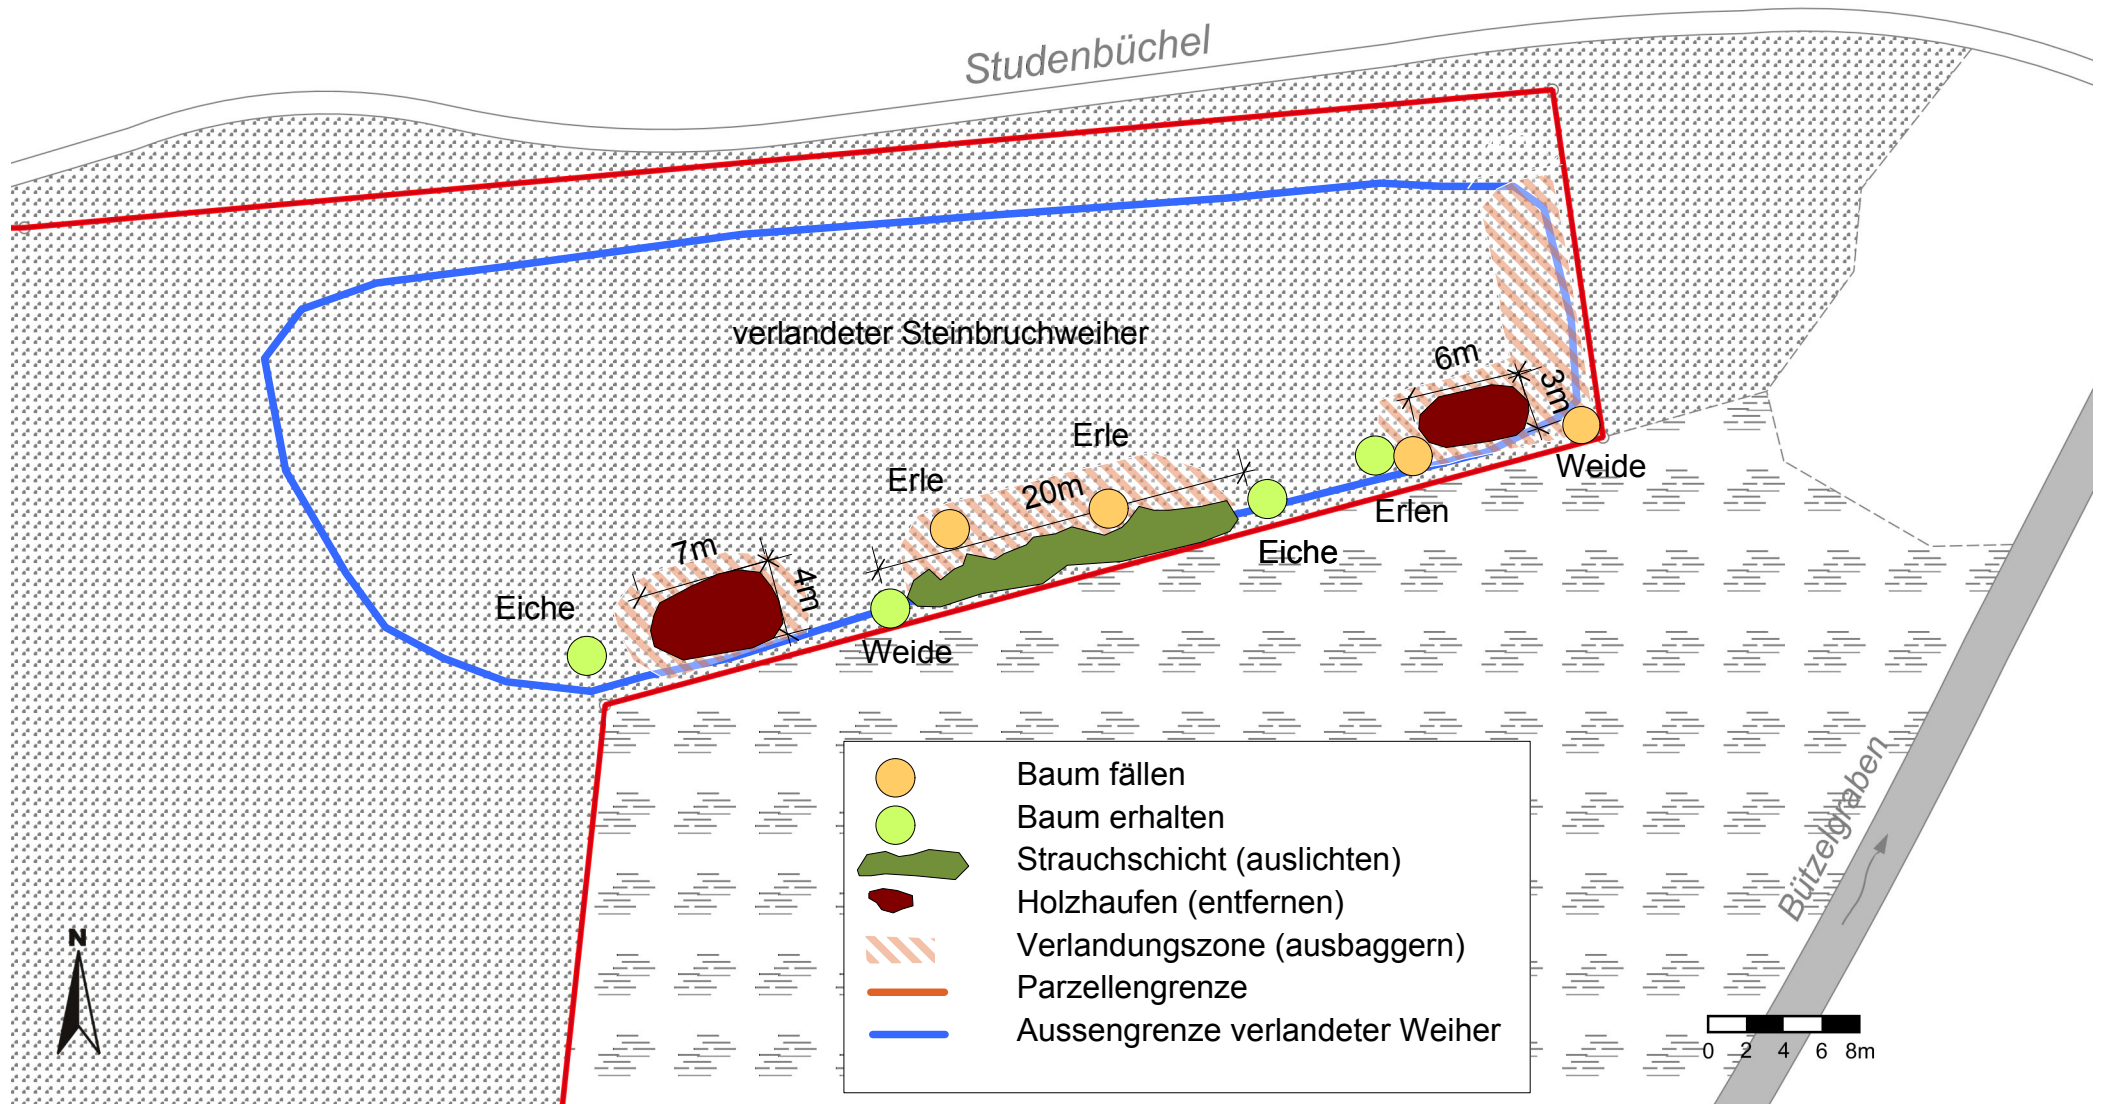 Studenbüchel
verlandeter Steinbruchweiher
6m
3m
Erle
Erle
20m
Weide
Erlen
Eiche
7m
4m
Eiche
Weide
Baum fällen
Baum erhalten
Strauchschicht (auslichten)
Holzhaufen (entfernen)
Verlandungszone (ausbaggern)
Parzellengrenze
Aussengrenze verlandeter Weiher
Bützelgraben
N
0 2 4 6 8m